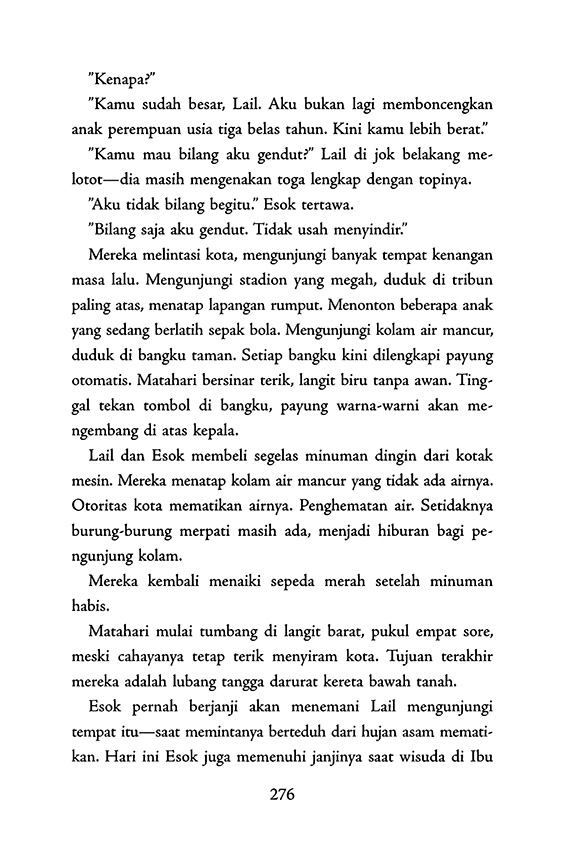 ”Kenapa?”
”Kamu sudah besar, Lail. Aku bukan lagi memboncengkan
anak perempuan usia tiga belas tahun. Kini kamu lebih berat.”
”Kamu mau bilang aku gendut?” Lail di jok belakang me-
lotot—dia masih mengenakan toga lengkap dengan topinya.
”Aku tidak bilang begitu.” Esok tertawa.
”Bilang saja aku gendut. Tidak usah menyindir.”
Mereka melintasi kota, mengunjungi banyak tempat kenangan
masa lalu. Mengunjungi stadion yang megah, duduk di tribun
paling atas, menatap lapangan rumput. Menonton beberapa anak
yang sedang berlatih sepak bola. Mengunjungi kolam air mancur,
duduk di bangku taman. Setiap bangku kini dilengkapi payung
otomatis. Matahari bersinar terik, langit biru tanpa awan. Ting-
gal tekan tombol di bangku, payung warna-warni akan me-
ngembang di atas kepala.
Lail dan Esok membeli segelas minuman dingin dari kotak
mesin. Mereka menatap kolam air mancur yang tidak ada airnya.
Otoritas kota mematikan airnya. Penghematan air. Setidaknya
burung-burung merpati masih ada, menjadi hiburan bagi pe-
ngunjung kolam.
Mereka kembali menaiki sepeda merah setelah minuman
habis.
Matahari mulai tumbang di langit barat, pukul empat sore,
meski cahayanya tetap terik menyiram kota. Tujuan terakhir
mereka adalah lubang tangga darurat kereta bawah tanah.
Esok pernah berjanji akan menemani Lail mengunjungi
tempat itu—saat memintanya berteduh dari hujan asam memati-
kan. Hari ini Esok juga memenuhi janjinya saat wisuda di Ibu
276